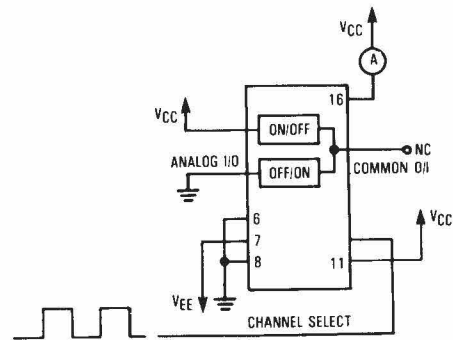 VCC
A
16
VCC
ON/OFF
NC
ANALOG I/O
OFF/ON
COMMON O/I
6
VCC
7
8
11
VEE
CHANNEL SELECT